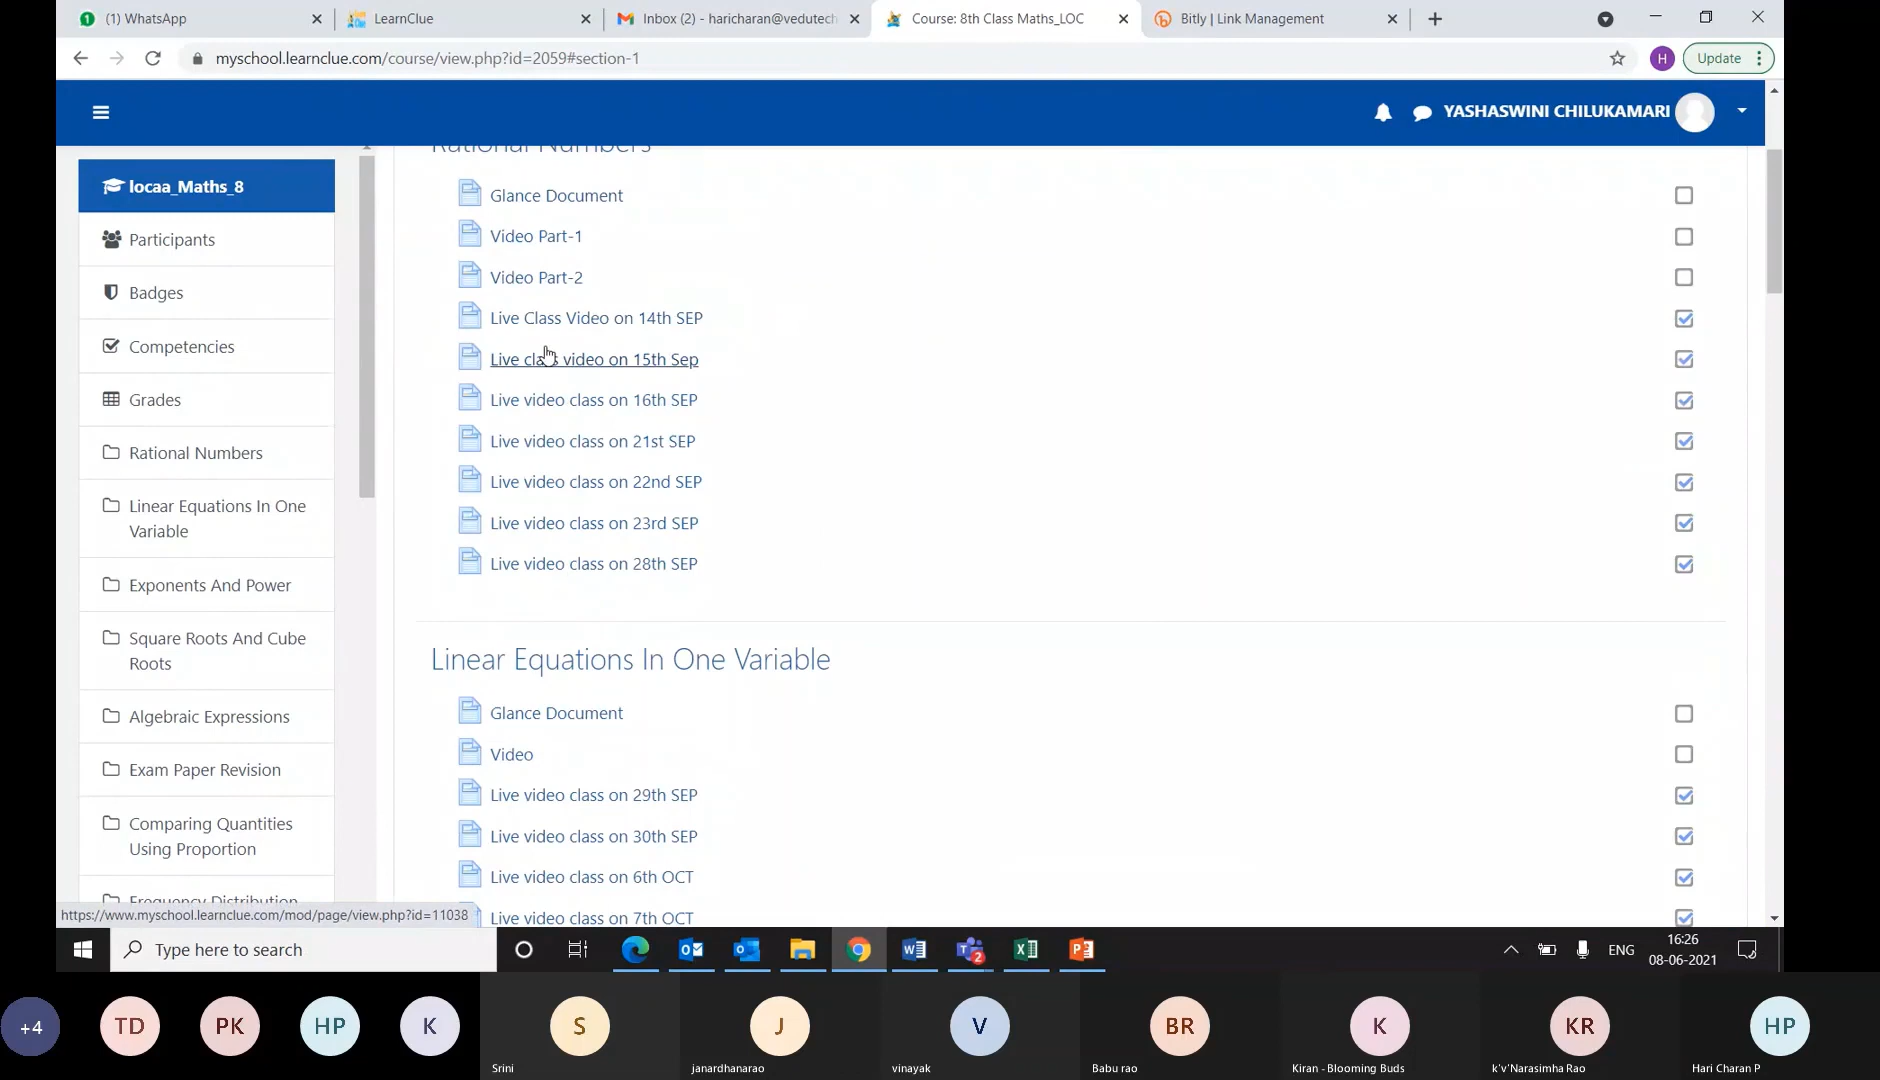 (1) WhatsApp
LearnClue
Inbox (2) - haricharan@vedutech
Course: 8th Class Maths_LOC
Bitly | Link Management
myschool.learnclue.com/course/view.php?id=2059#section-1
H
Update
YASHASWINI CHILUKAMARI
locaa_Maths_8
Participants
Badges
Competencies
Grades
Rational Numbers
Linear Equations In One
Variable
Exponents And Power
Square Roots And Cube
Roots
Algebraic Expressions
Exam Paper Revision
Comparing Quantities
Using Proportion
Frequency Distribution
Rational Numbers
Glance Document
Video Part-1
Video Part-2
Live Class Video on 14th SEP
Live class video on 15th Sep
Live video class on 16th SEP
Live video class on 21st SEP
Live video class on 22nd SEP
Live video class on 23rd SEP
Live video class on 28th SEP
Linear Equations In One Variable
Glance Document
Video
Live video class on 29th SEP
Live video class on 30th SEP
Live video class on 6th OCT
Live video class on 7th OCT
https://www.myschool.learnclue.com/mod/page/view.php?id=11038
Type here to search
2
ENG
16:26
08-06-2021
+4
TD
PK
HP
K
S
Srini
J
janardhanarao
V
vinayak
BR
Babu rao
K
Kiran - Blooming Buds
KR
k'v'Narasimha Rao
HP
Hari Charan P